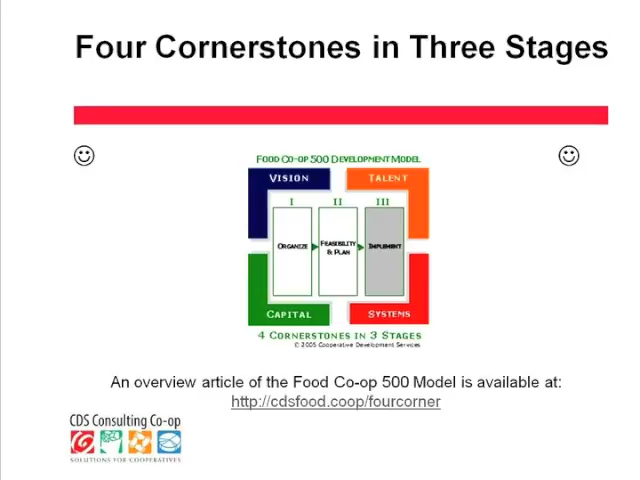 Four Cornerstones in Three Stages
FOOD CO-OP 500 DEVELOPMENT MODEL
VISION
TALENT
I
II
III
ORGANIZE
FEASIBILITY
& PLAN
IMPLEMENT
CAPITAL
SYSTEMS
4 CORNERSTONES IN 3 STAGES
© 2005 Cooperative Development Services
An overview article of the Food Co-op 500 Model is available at:
http://cdsfood.coop/fourcorner
CDS Consulting Co-op
SOLUTIONS FOR COOPERATIVES